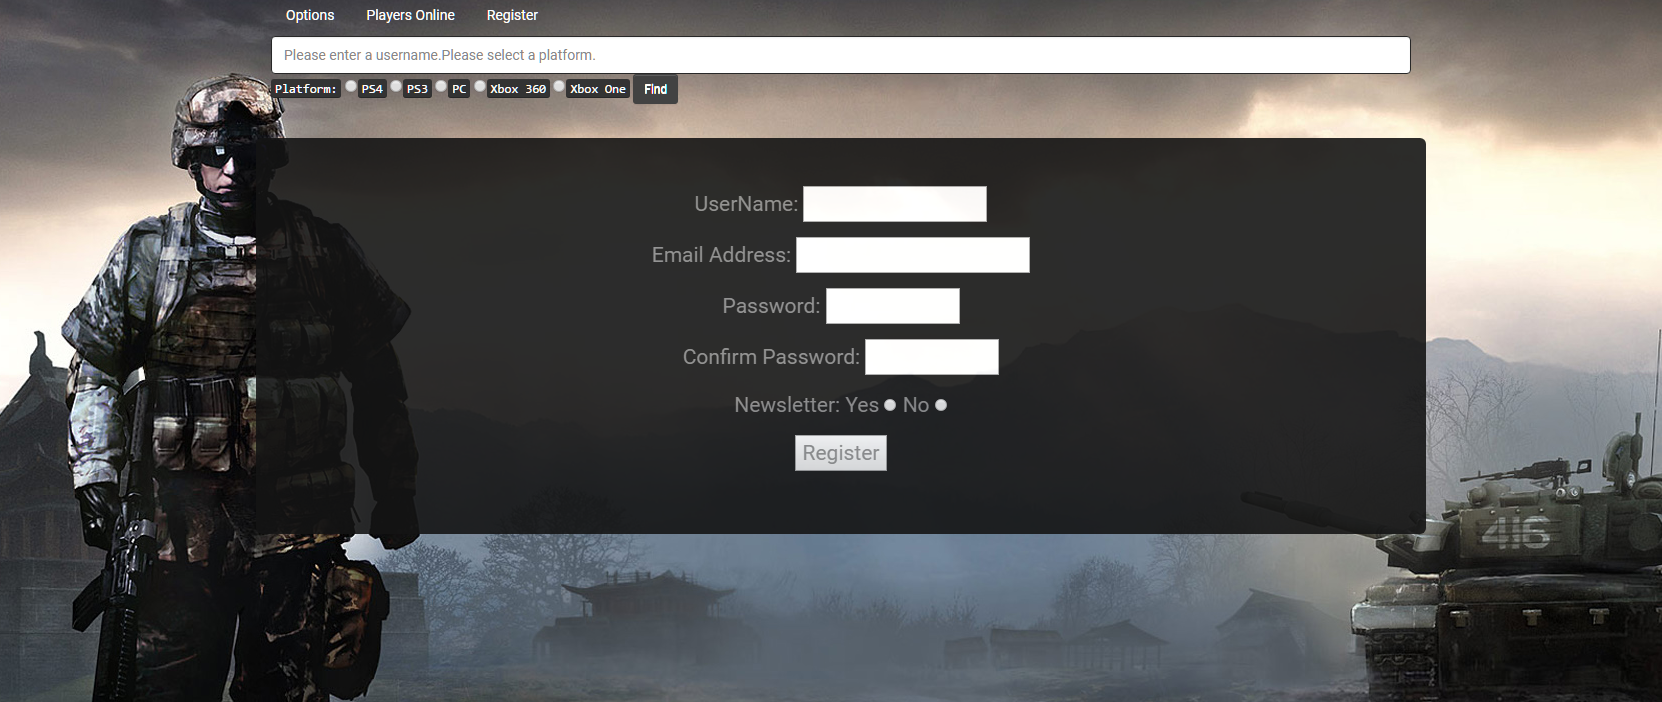 Options Players Online Register
Please enter a username.Please select a platform.
Platform: PS4 PS3 PC Xbox 360 Xbox One Find
UserName:
Email Address:
Password:
Confirm Password:
Newsletter: Yes No
Register
416